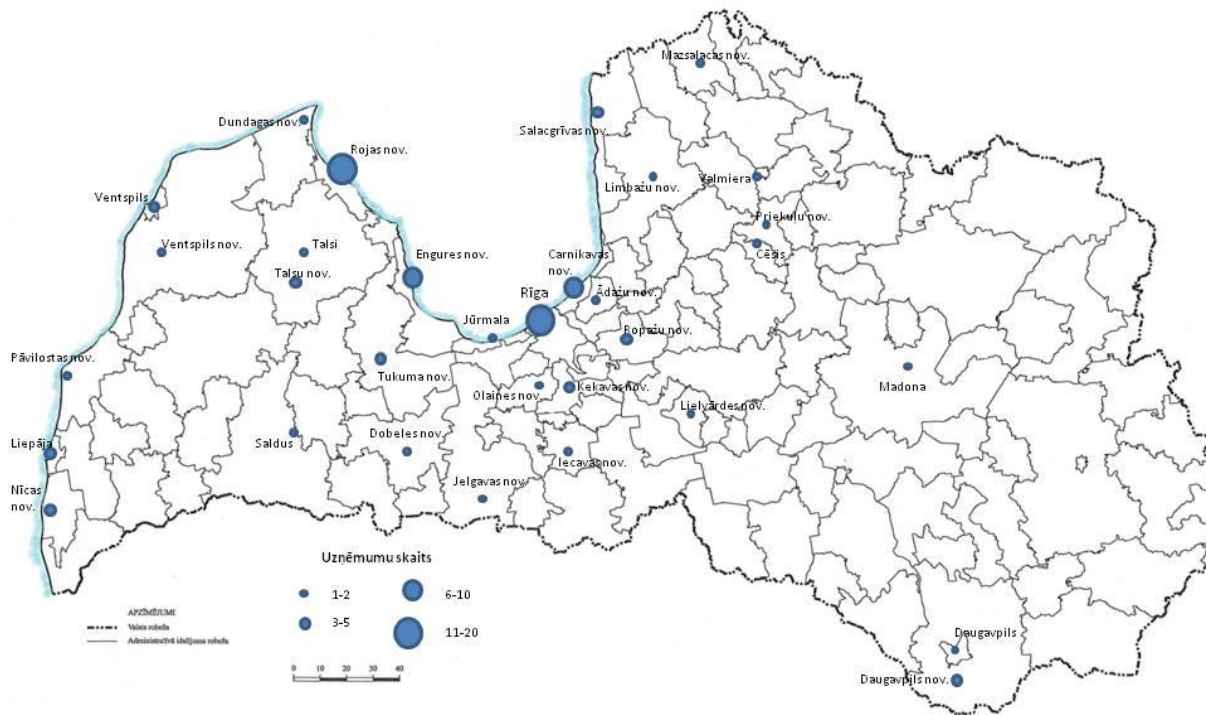 Mazsalacas nov.
Dundagas nov.
Salacgrīvas nov.
Rojas nov.
Limbažu nov.
Valmiera
Ventspils
Priekuļu nov.
Ventspils nov.
Talsi
Engures nov.
Carnikavas
nov.
Cēsis
Talsu nov.
Rīga
Ādažu nov.
Jūrmala
Ropažu nov.
Pāvilostas nov.
Tukuma nov.
Madona
Olaines nov.
Ķekavas nov.
Lielvārdes nov.
Liepāja
Saldus
Dobeles nov.
Iecavas nov.
Nīcas
nov.
Jelgavas nov.
Uzņēmumu skaits
1-2
6-10
3-5
11-20
APZĪMĒJUMI
Valsts robeža
Administratīvā iedalījuma robeža
0 10 20 30 40
Daugavpils
Daugavpils nov.